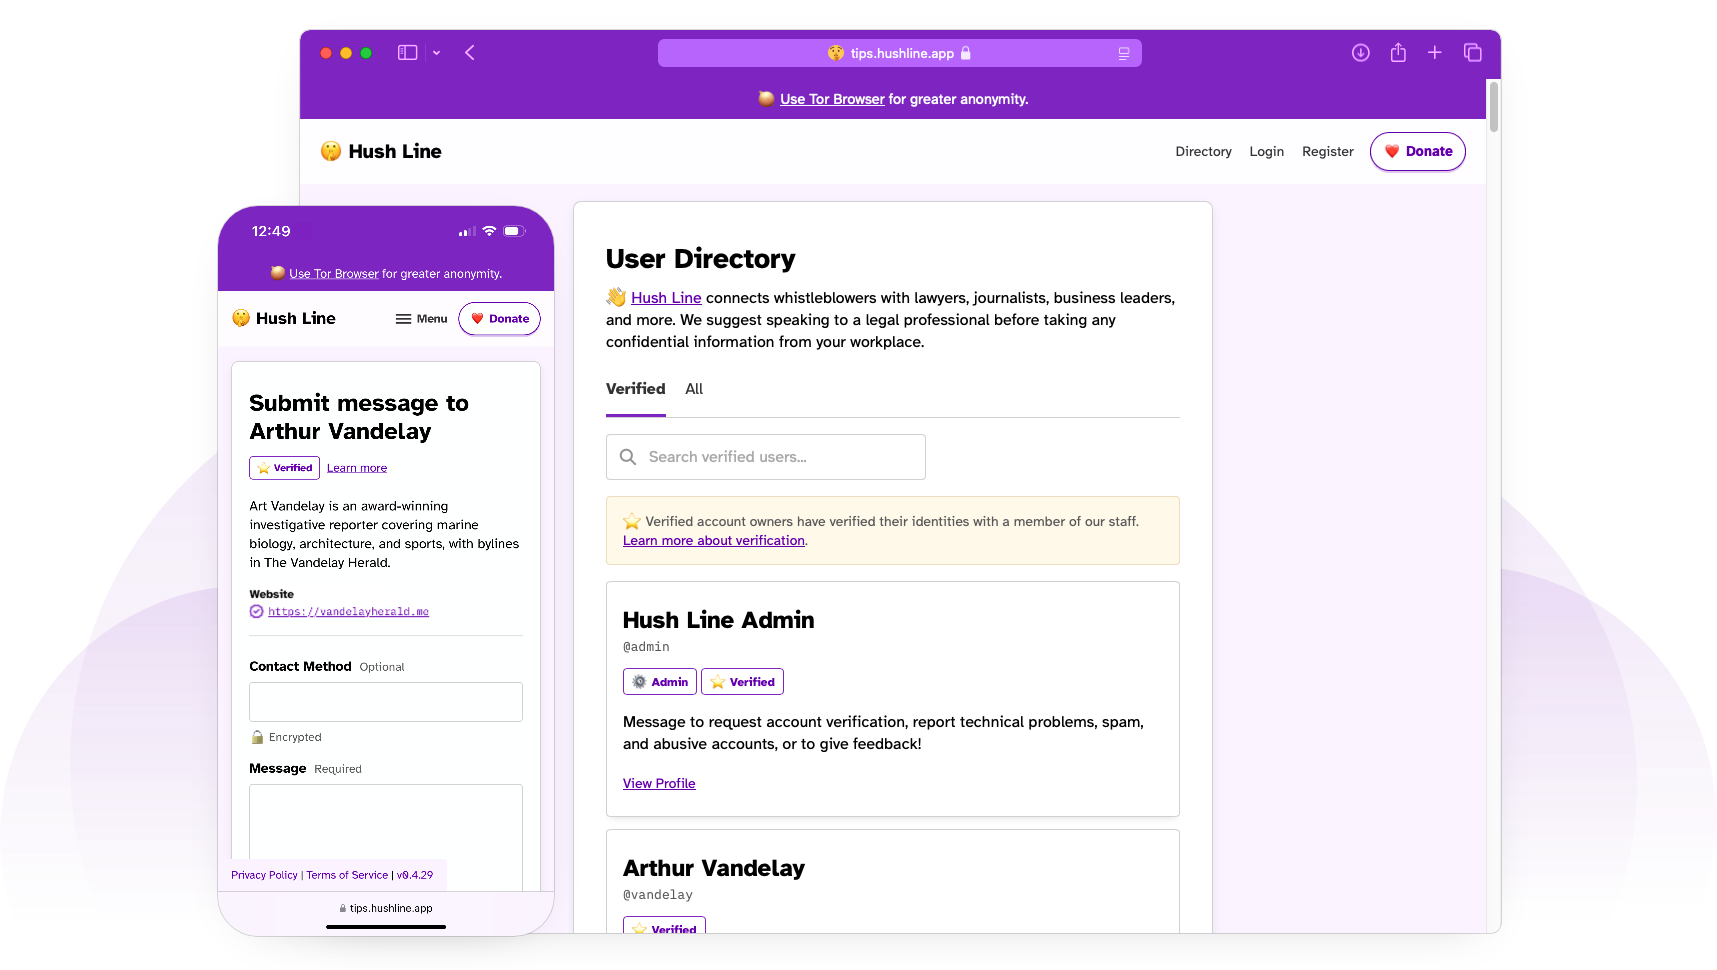 tips.hushline.app
Use Tor Browser for greater anonymity.
Hush Line
Directory
Login
Register
Donate
User Directory
Hush Line connects whistleblowers with lawyers, journalists, business leaders,
and more. We suggest speaking to a legal professional before taking any
confidential information from your workplace.
Verified
All
Search verified users...
Verified account owners have verified their identities with a member of our staff.
Learn more about verification.
Hush Line Admin
@admin
Admin
Verified
Message to request account verification, report technical problems, spam,
and abusive accounts, or to give feedback!
View Profile
Arthur Vandelay
@vandelay
Verified
12:49
Use Tor Browser for greater anonymity.
Hush Line
Menu
Donate
Submit message to
Arthur Vandelay
Verified
Learn more
Art Vandelay is an award-winning
investigative reporter covering marine
biology, architecture, and sports, with bylines
in The Vandelay Herald.
Website
https://vandelayherald.me
Contact Method Optional
Encrypted
Message Required
Privacy Policy | Terms of Service | v0.4.29
tips.hushline.app